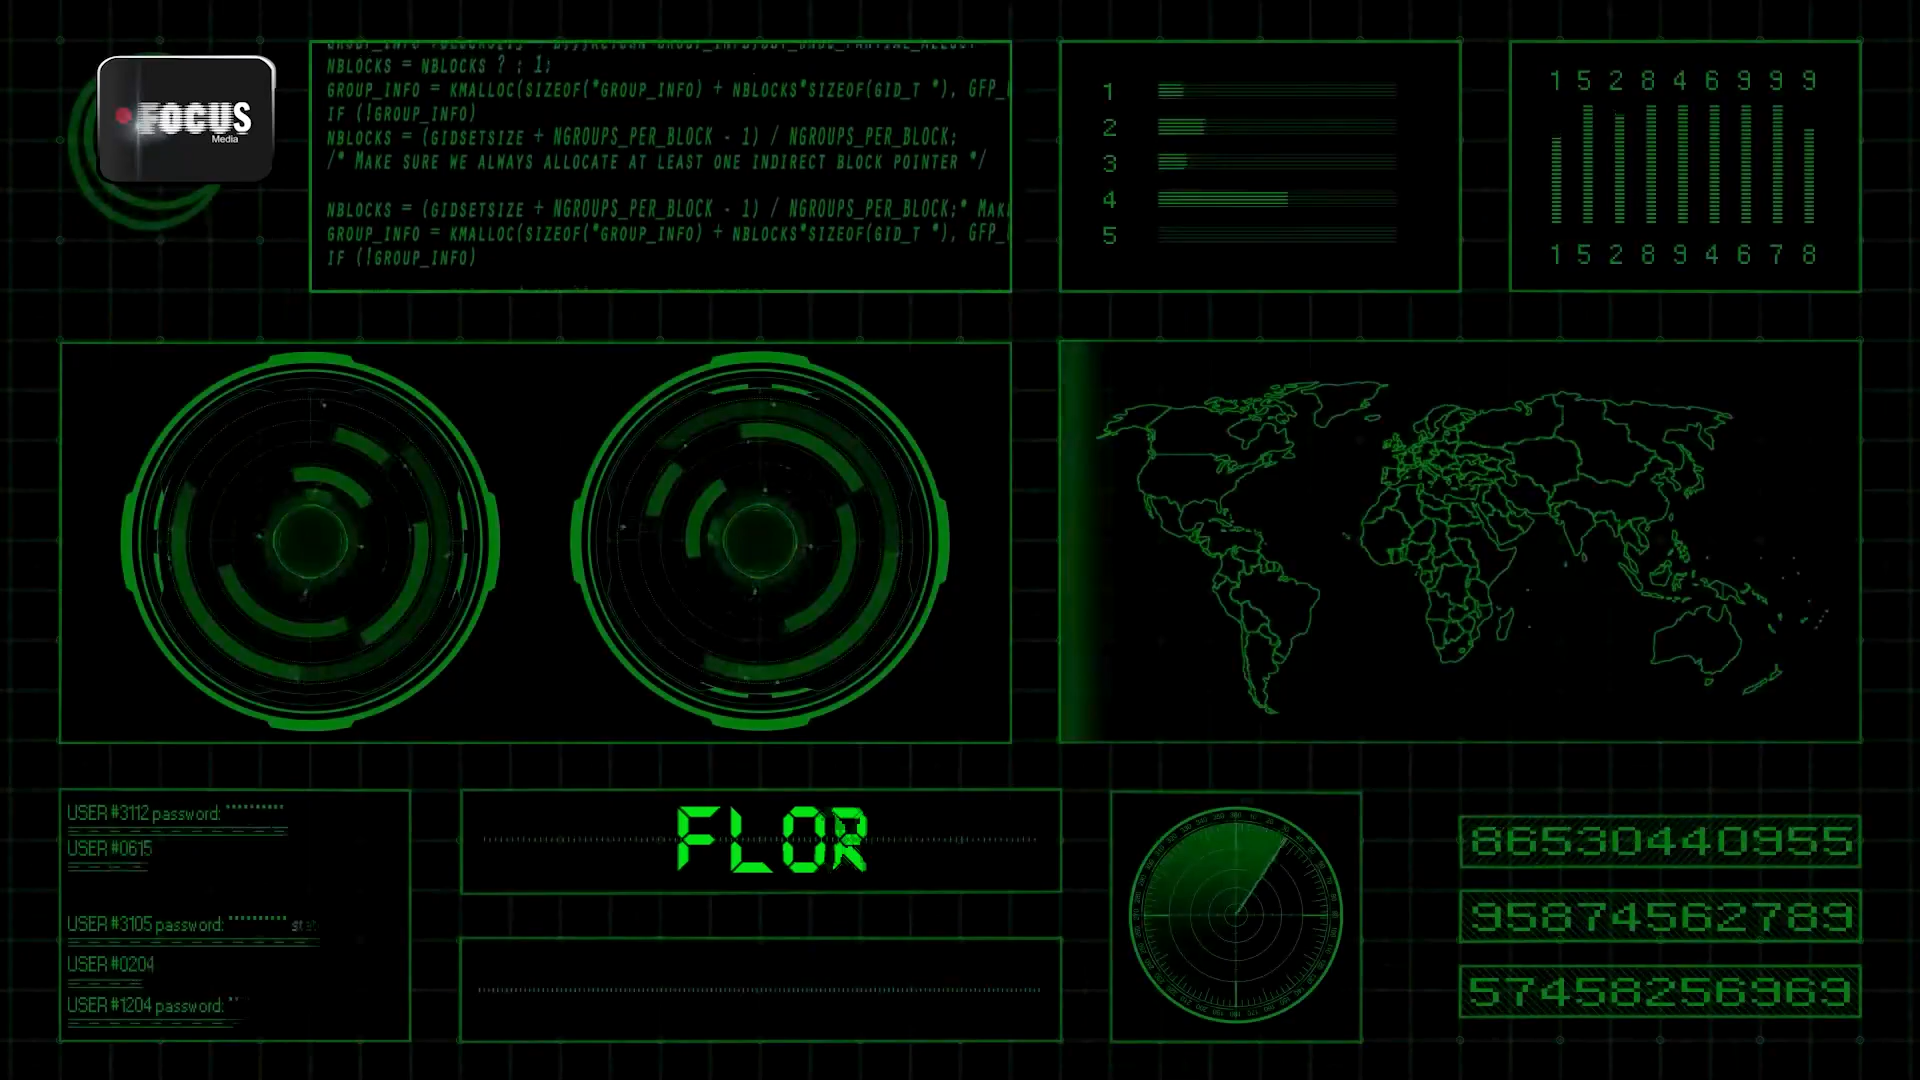 FOCUS
Media
NBLOCKS = NBLOCKS ? : 1;
GROUP_INFO = KMALLOC(SIZEOF(*GROUP_INFO) + NBLOCKS*SIZEOF(GID_T *), GFP_
IF (!GROUP_INFO)
NBLOCKS = (GIDSETSIZE + NGROUPS_PER_BLOCK - 1) / NGROUPS_PER_BLOCK;
/* MAKE SURE WE ALWAYS ALLOCATE AT LEAST ONE INDIRECT BLOCK POINTER */
NBLOCKS = (GIDSETSIZE + NGROUPS_PER_BLOCK - 1) / NGROUPS_PER_BLOCK;* MAK
GROUP_INFO = KMALLOC(SIZEOF(*GROUP_INFO) + NBLOCKS*SIZEOF(GID_T *), GFP_
IF (!GROUP_INFO)
1
2
3
4
5
1 5 2 8 4 6 9 9 9
1 5 2 8 9 4 6 7 8
USER #3112 password: **********
USER #0615
USER #3105 password: ********** st
USER #0204
USER #1204 password: **
FLOR
86530440955
95874562789
57458256969